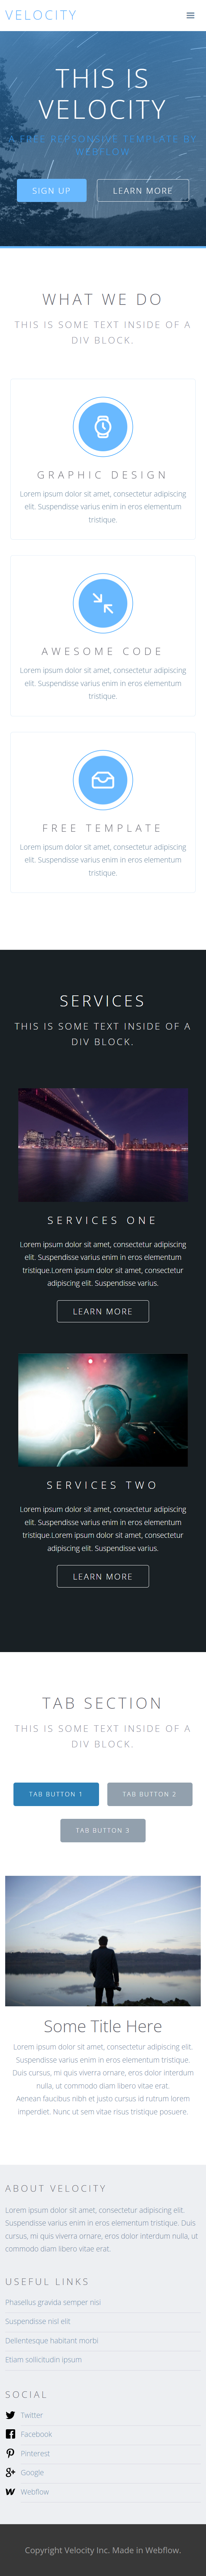 VELOCITY
THIS IS
VELOCITY
A FREE REPSONSIVE TEMPLATE BY
WEBFLOW
SIGN UP
LEARN MORE
WHAT WE DO
THIS IS SOME TEXT INSIDE OF A
DIV BLOCK.
GRAPHIC DESIGN
Lorem ipsum dolor sit amet, consectetur adipiscing
elit. Suspendisse varius enim in eros elementum
tristique.
AWESOME CODE
Lorem ipsum dolor sit amet, consectetur adipiscing
elit. Suspendisse varius enim in eros elementum
tristique.
FREE TEMPLATE
Lorem ipsum dolor sit amet, consectetur adipiscing
elit. Suspendisse varius enim in eros elementum
tristique.
SERVICES
THIS IS SOME TEXT INSIDE OF A
DIV BLOCK.
SERVICES ONE
Lorem ipsum dolor sit amet, consectetur adipiscing
elit. Suspendisse varius enim in eros elementum
tristique.Lorem ipsum dolor sit amet, consectetur
adipiscing elit. Suspendisse varius.
LEARN MORE
SERVICES TWO
Lorem ipsum dolor sit amet, consectetur adipiscing
elit. Suspendisse varius enim in eros elementum
tristique.Lorem ipsum dolor sit amet, consectetur
adipiscing elit. Suspendisse varius.
LEARN MORE
TAB SECTION
THIS IS SOME TEXT INSIDE OF A
DIV BLOCK.
TAB BUTTON 1
TAB BUTTON 2
TAB BUTTON 3
Some Title Here
Lorem ipsum dolor sit amet, consectetur adipiscing elit.
Suspendisse varius enim in eros elementum tristique.
Duis cursus, mi quis viverra ornare, eros dolor interdum
nulla, ut commodo diam libero vitae erat.
Aenean faucibus nibh et justo cursus id rutrum lorem
imperdiet. Nunc ut sem vitae risus tristique posuere.
ABOUT VELOCITY
Lorem ipsum dolor sit amet, consectetur adipiscing elit.
Suspendisse varius enim in eros elementum tristique. Duis
cursus, mi quis viverra ornare, eros dolor interdum nulla, ut
commodo diam libero vitae erat.
USEFUL LINKS
Phasellus gravida semper nisi
Suspendisse nisl elit
Dellentesque habitant morbi
Etiam sollicitudin ipsum
SOCIAL
Twitter
Facebook
Pinterest
Google
Webflow
Copyright Velocity Inc. Made in Webflow.